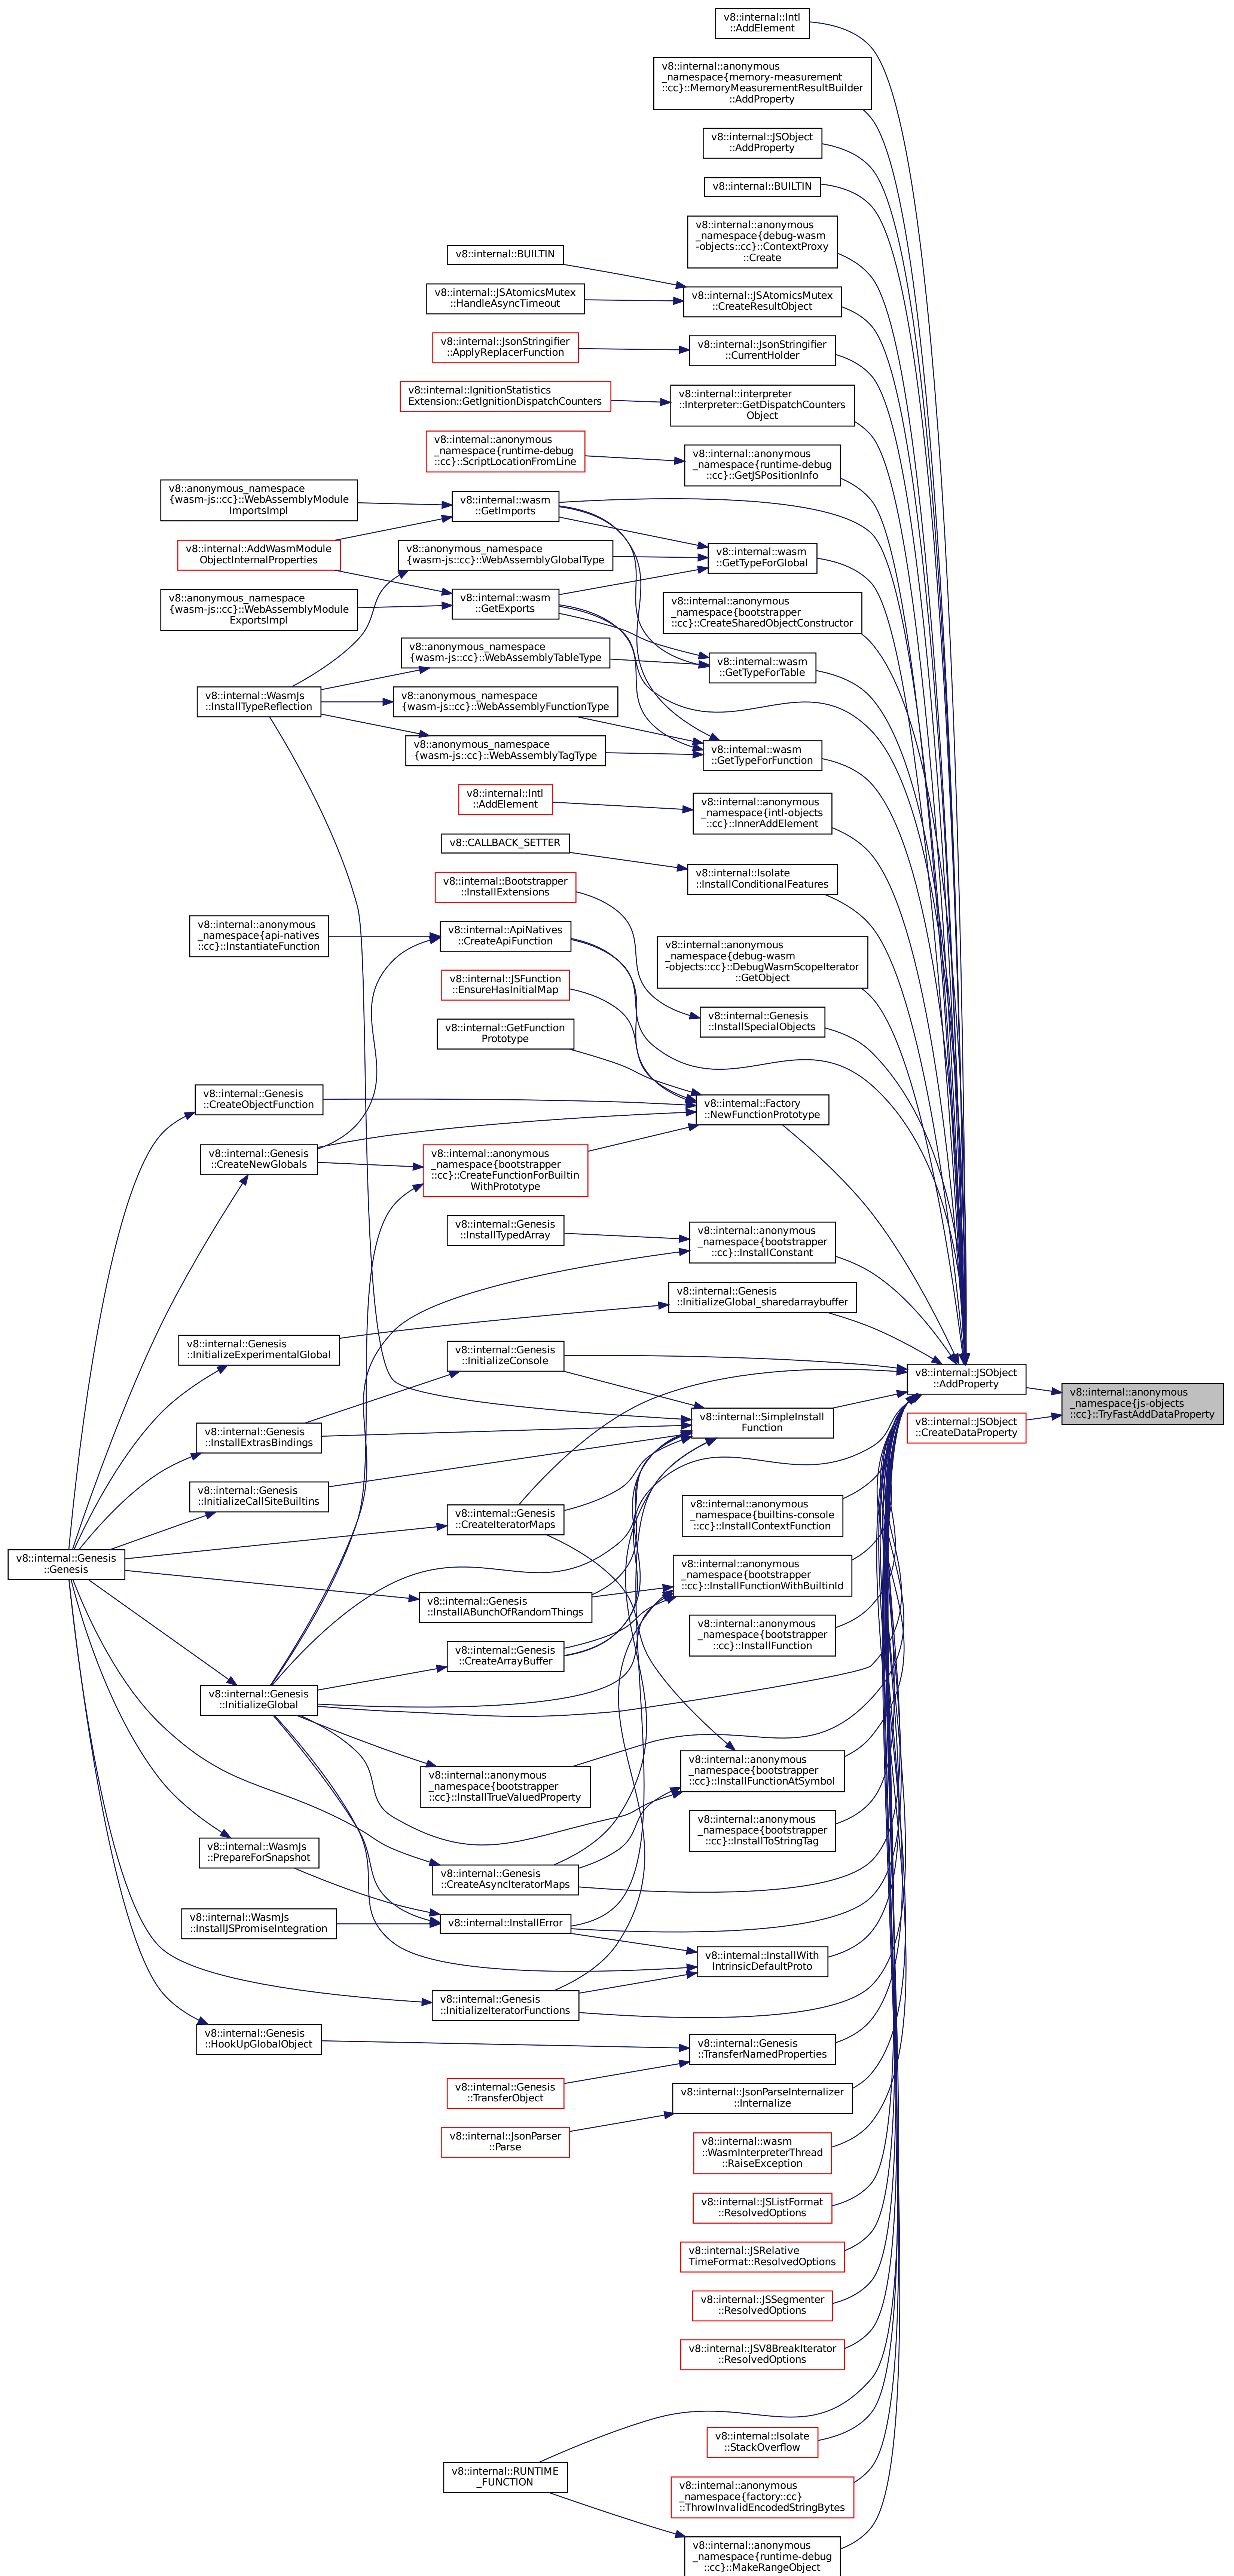 v8::internal::Intl
::AddElement
v8::internal::anonymous
_namespace{memory-measurement
::cc}::MemoryMeasurementResultBuilder
::AddProperty
v8::internal::JSObject
::AddProperty
v8::internal::BUILTIN
v8::internal::anonymous
_namespace{debug-wasm
-objects::cc}::ContextProxy
::Create
v8::internal::BUILTIN
v8::internal::JSAtomicsMutex
::HandleAsyncTimeout
v8::internal::JSAtomicsMutex
::CreateResultObject
v8::internal::JsonStringifier
::ApplyReplacerFunction
v8::internal::JsonStringifier
::CurrentHolder
v8::internal::IgnitionStatistics
Extension::GetIgnitionDispatchCounters
v8::internal::interpreter
::Interpreter::GetDispatchCounters
Object
v8::internal::anonymous
_namespace{runtime-debug
::cc}::ScriptLocationFromLine
v8::internal::anonymous
_namespace{runtime-debug
::cc}::GetJSPositionInfo
v8::anonymous_namespace
{wasm-js::cc}::WebAssemblyModule
ImportsImpl
v8::internal::wasm
::GetImports
v8::internal::AddWasmModule
ObjectInternalProperties
v8::anonymous_namespace
{wasm-js::cc}::WebAssemblyGlobalType
v8::internal::wasm
::GetTypeForGlobal
v8::anonymous_namespace
{wasm-js::cc}::WebAssemblyModule
ExportsImpl
v8::internal::wasm
::GetExports
v8::internal::anonymous
_namespace{bootstrapper
::cc}::CreateSharedObjectConstructor
v8::anonymous_namespace
{wasm-js::cc}::WebAssemblyTableType
v8::internal::wasm
::GetTypeForTable
v8::internal::WasmJs
::InstallTypeReflection
v8::anonymous_namespace
{wasm-js::cc}::WebAssemblyFunctionType
v8::anonymous_namespace
{wasm-js::cc}::WebAssemblyTagType
v8::internal::wasm
::GetTypeForFunction
v8::internal::Intl
::AddElement
v8::internal::anonymous
_namespace{intl-objects
::cc}::InnerAddElement
v8::CALLBACK_SETTER
v8::internal::Isolate
::InstallConditionalFeatures
v8::internal::Bootstrapper
::InstallExtensions
v8::internal::anonymous
_namespace{api-natives
::cc}::InstantiateFunction
v8::internal::ApiNatives
::CreateApiFunction
v8::internal::anonymous
_namespace{debug-wasm
-objects::cc}::DebugWasmScopeIterator
::GetObject
v8::internal::JSFunction
::EnsureHasInitialMap
v8::internal::GetFunction
Prototype
v8::internal::Genesis
::InstallSpecialObjects
v8::internal::Genesis
::CreateObjectFunction
v8::internal::Factory
::NewFunctionPrototype
v8::internal::Genesis
::CreateNewGlobals
v8::internal::anonymous
_namespace{bootstrapper
::cc}::CreateFunctionForBuiltin
WithPrototype
v8::internal::Genesis
::InstallTypedArray
v8::internal::anonymous
_namespace{bootstrapper
::cc}::InstallConstant
v8::internal::Genesis
::InitializeGlobal_sharedarraybuffer
v8::internal::Genesis
::InitializeExperimentalGlobal
v8::internal::Genesis
::InitializeConsole
v8::internal::JSObject
::AddProperty
v8::internal::anonymous
_namespace{js-objects
::cc}::TryFastAddDataProperty
v8::internal::JSObject
::CreateDataProperty
v8::internal::SimpleInstall
Function
v8::internal::Genesis
::InstallExtrasBindings
v8::internal::Genesis
::InitializeCallSiteBuiltins
v8::internal::Genesis
::CreateIteratorMaps
v8::internal::anonymous
_namespace{builtins-console
::cc}::InstallContextFunction
v8::internal::Genesis
::Genesis
v8::internal::anonymous
_namespace{bootstrapper
::cc}::InstallFunctionWithBuiltinId
v8::internal::Genesis
::InstallABunchOfRandomThings
v8::internal::anonymous
_namespace{bootstrapper
::cc}::InstallFunction
v8::internal::Genesis
::CreateArrayBuffer
v8::internal::Genesis
::InitializeGlobal
v8::internal::anonymous
_namespace{bootstrapper
::cc}::InstallTrueValuedProperty
v8::internal::anonymous
_namespace{bootstrapper
::cc}::InstallFunctionAtSymbol
v8::internal::anonymous
_namespace{bootstrapper
::cc}::InstallToStringTag
v8::internal::WasmJs
::PrepareForSnapshot
v8::internal::Genesis
::CreateAsyncIteratorMaps
v8::internal::WasmJs
::InstallJSPromiseIntegration
v8::internal::InstallError
v8::internal::InstallWith
IntrinsicDefaultProto
v8::internal::Genesis
::InitializeIteratorFunctions
v8::internal::Genesis
::HookUpGlobalObject
v8::internal::Genesis
::TransferNamedProperties
v8::internal::Genesis
::TransferObject
v8::internal::JsonParseInternalizer
::Internalize
v8::internal::JsonParser
::Parse
v8::internal::wasm
::WasmInterpreterThread
::RaiseException
v8::internal::JSListFormat
::ResolvedOptions
v8::internal::JSRelative
TimeFormat::ResolvedOptions
v8::internal::JSSegmenter
::ResolvedOptions
v8::internal::JSV8BreakIterator
::ResolvedOptions
v8::internal::Isolate
::StackOverflow
v8::internal::RUNTIME
_FUNCTION
v8::internal::anonymous
_namespace{factory::cc}
::ThrowInvalidEncodedStringBytes
v8::internal::anonymous
_namespace{runtime-debug
::cc}::MakeRangeObject